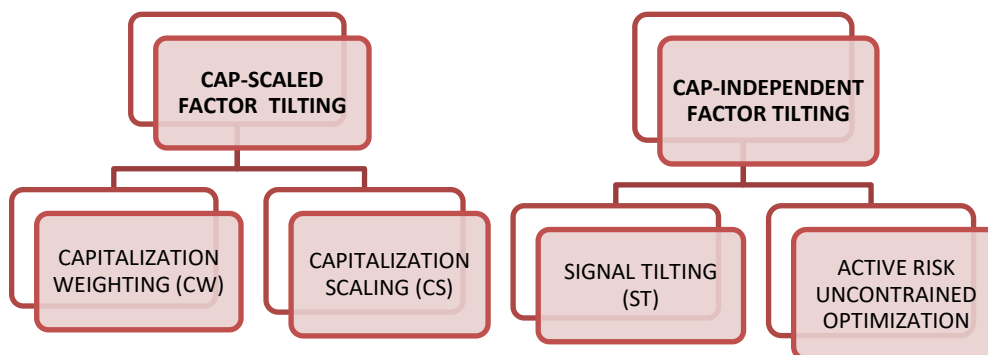 CAP-SCALED
FACTOR TILTING
CAP-INDEPENDENT
FACTOR TILTING
CAPITALIZATION
WEIGHTING (CW)
CAPITALIZATION
SCALING (CS)
SIGNAL TILTING
(ST)
ACTIVE RISK
UNCONTRAINED
OPTIMIZATION